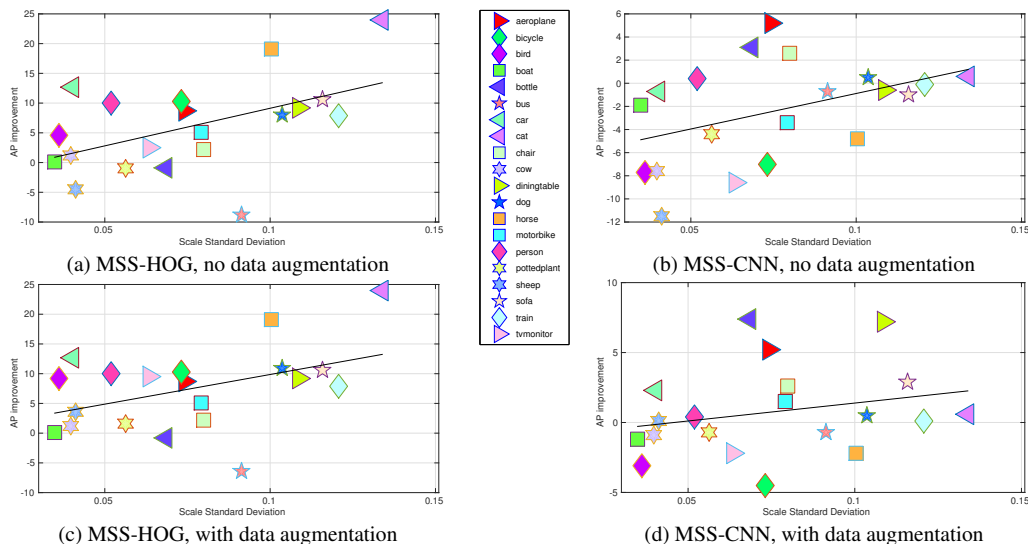 25
20
15
10
5
0
-5
-10
AP improvement
0.05
0.1
0.15
Scale Standard Deviation
(a) MSS-HOG, no data augmentation
aeroplane
bicycle
bird
boat
bottle
bus
car
cat
chair
cow
diningtable
dog
horse
motorbike
person
pottedplant
sheep
sofa
train
tvmonitor
6
4
2
0
-2
-4
-6
-8
-10
-12
AP improvement
0.05
0.1
0.15
Scale Standard Deviation
(b) MSS-CNN, no data augmentation
25
20
15
10
5
0
-5
-10
AP improvement
0.05
0.1
0.15
Scale Standard Deviation
(c) MSS-HOG, with data augmentation
10
5
0
-5
AP improvement
0.05
0.1
0.15
Scale Standard Deviation
(d) MSS-CNN, with data augmentation